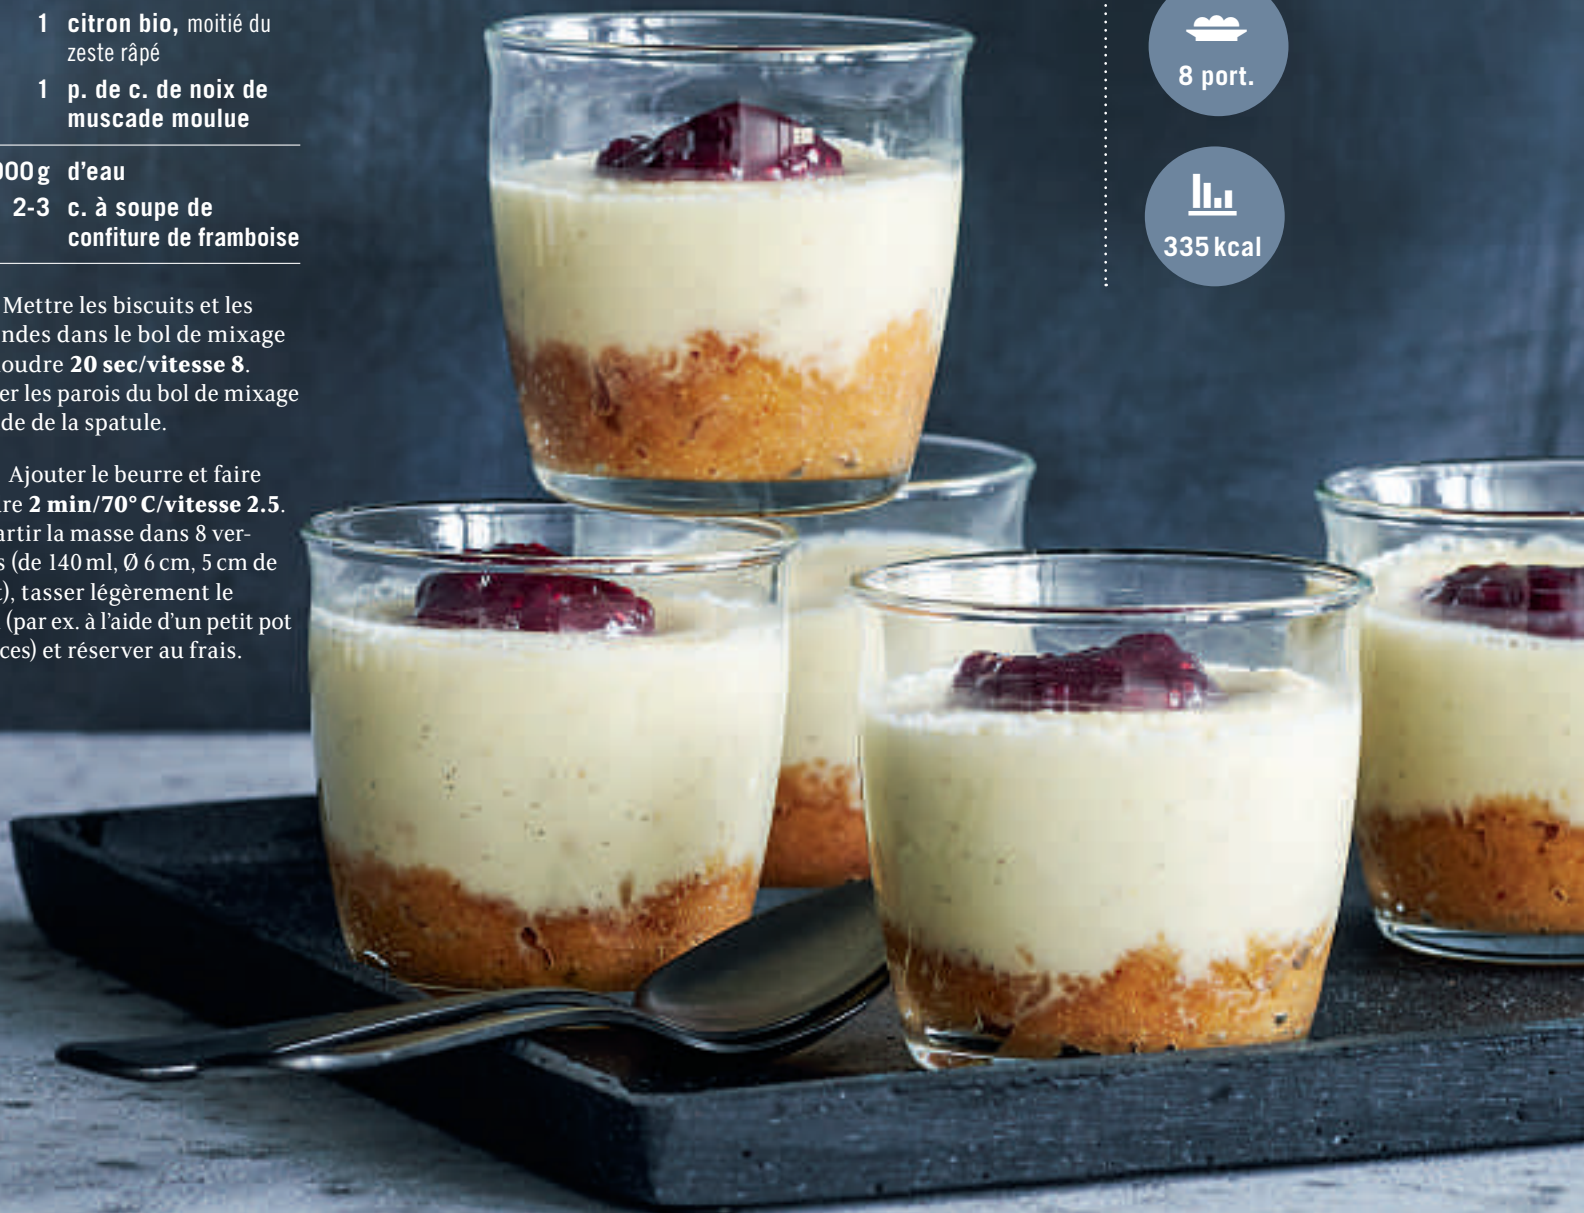 1 citron bio, moitié du
zeste râpé
1 p. de c. de noix de
muscade moulue
000 g d'eau
2-3 c. à soupe de
confiture de framboise
Mettre les biscuits et les
ndes dans le bol de mixage
oudre 20 sec/vitesse 8.
er les parois du bol de mixage
de de la spatule.
Ajouter le beurre et faire
re 2 min/70° C/vitesse 2.5.
artir la masse dans 8 ver-
s (de 140 ml, Ø 6 cm, 5 cm de
t), tasser légèrement le
(par ex. à l'aide d'un petit pot
ces) et réserver au frais.
8 port.
335 kcal